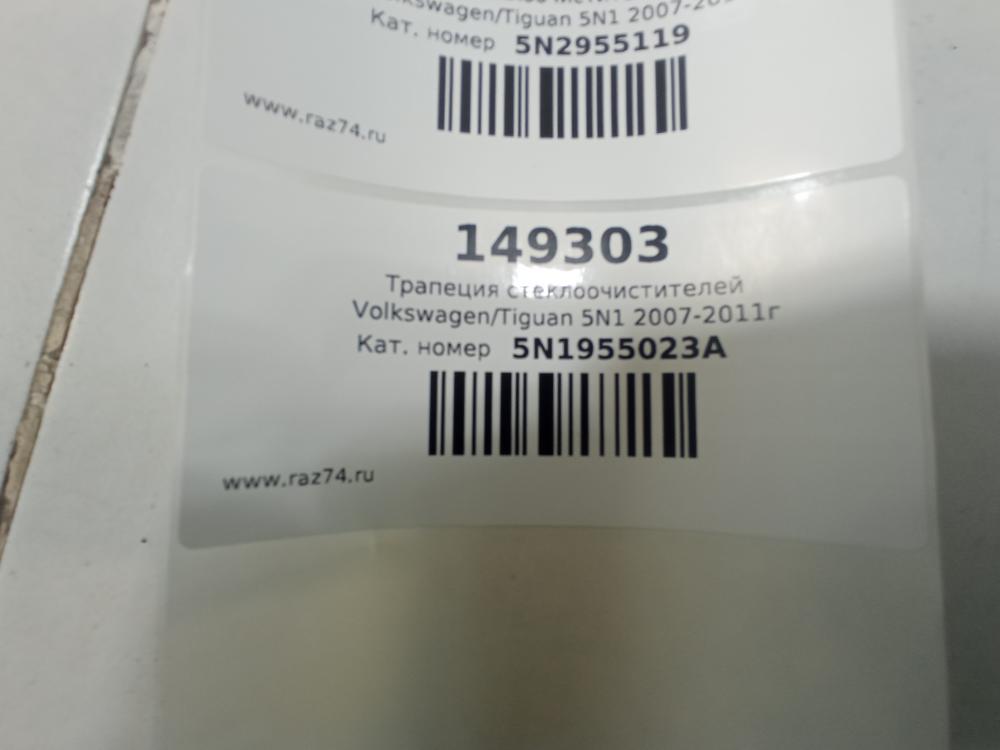 Volkswagen/Tiguan 5N1 2007-20
Кат. номер 5N2955119
www.raz74.ru
149303
Трапеция стеклоочистителей
Volkswagen/Tiguan 5N1 2007-2011г
Кат. номер 5N1955023A
www.raz74.ru